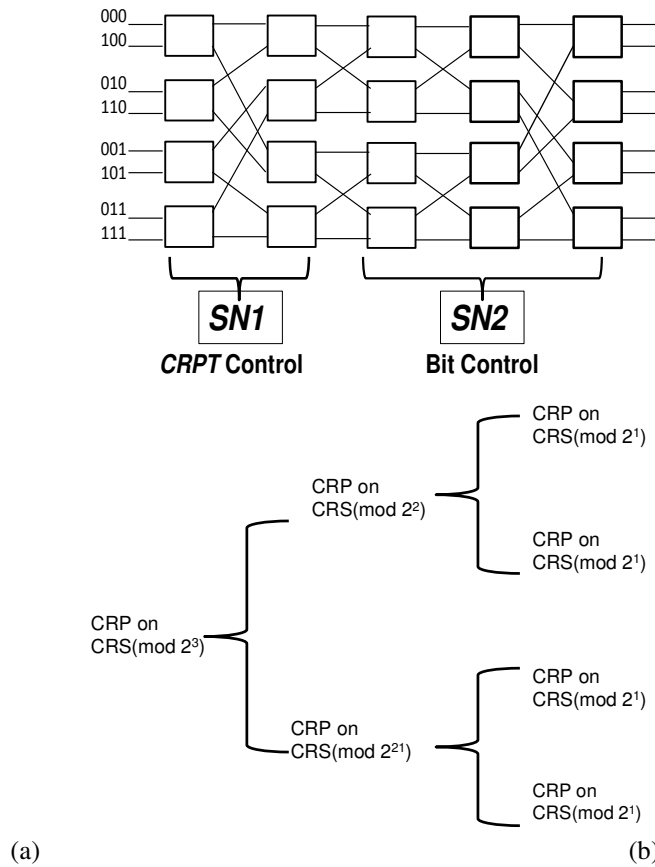 000
100
010
110
001
101
011
111
SN1
SN2
CRPT Control
Bit Control
CRP on
CRS(mod 2¹)
CRP on
CRS(mod 2²)
CRP on
CRS(mod 2¹)
CRP on
CRS(mod 2³)
CRP on
CRS(mod 2¹)
CRP on
CRS(mod 2²¹)
CRP on
CRS(mod 2¹)
(a)
(b)